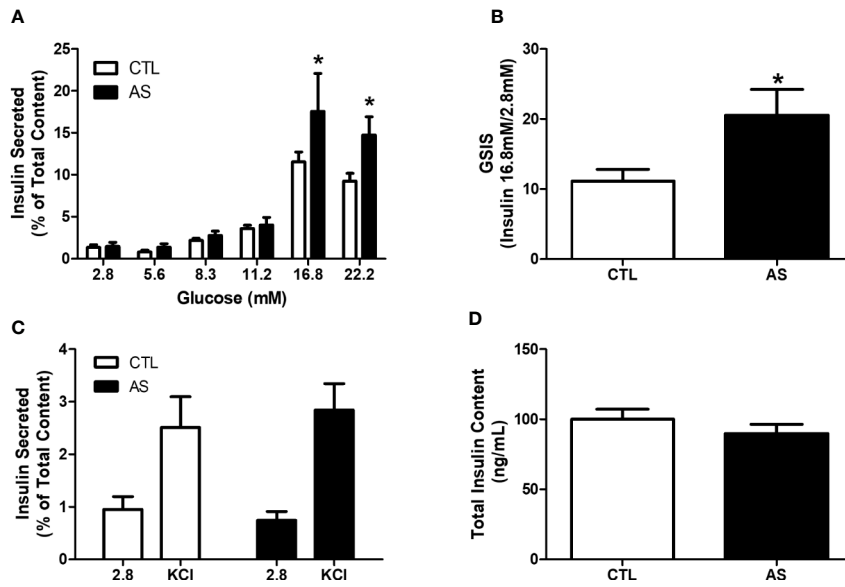 A
Insulin Secreted
(% of Total Content)
25
20
15
10
5
0
CTL
AS
*
*
2.8 5.6 8.3 11.2 16.8 22.2
Glucose (mM)
B
GSIS
(Insulin 16.8mM/2.8mM)
30
20
10
0
*
CTL AS
C
Insulin Secreted
(% of Total Content)
4
3
2
1
0
CTL
AS
2.8 KCl 2.8 KCl
D
Total Insulin Content
(ng/mL)
150
100
50
0
CTL AS